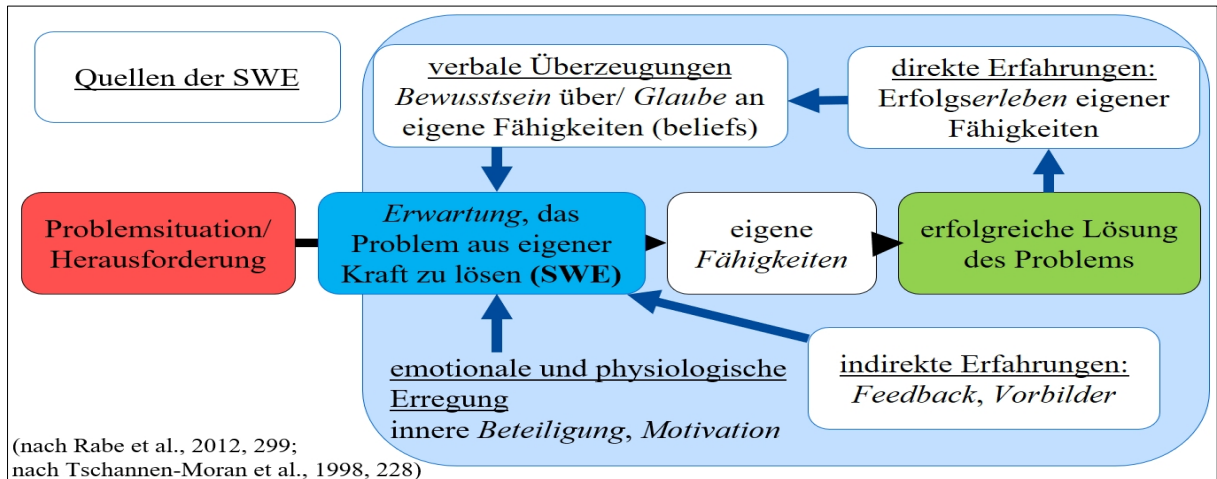 Quellen der SWE
verbale Überzeugungen
Bewusstsein über/ Glaube an
eigene Fähigkeiten (beliefs)
direkte Erfahrungen:
Erfolgserleben eigener
Fähigkeiten
Problemsituation/
Herausforderung
Erwartung, das
Problem aus eigener
Kraft zu lösen (SWE)
eigene
Fähigkeiten
erfolgreiche Lösung
des Problems
emotionale und physiologische
Erregung
innere Beteiligung, Motivation
indirekte Erfahrungen:
Feedback, Vorbilder
(nach Rabe et al., 2012, 299;
nach Tschannen-Moran et al., 1998, 228)